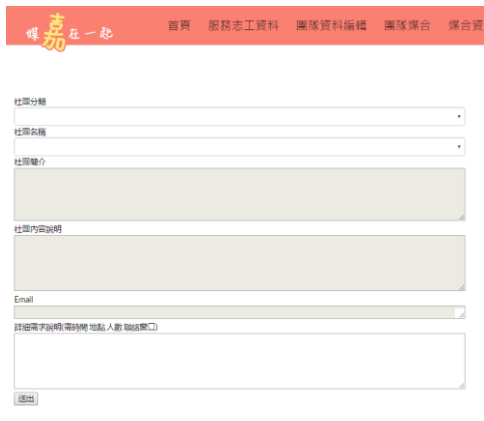 媒嘉在一起
首頁 服務志工資料 團隊資料編輯 團隊媒合 媒合資
社團分類
社團名稱
社團簡介
社團內容說明
Email
詳細需求說明(需時間 地點 人數 聯絡窗口)
送出